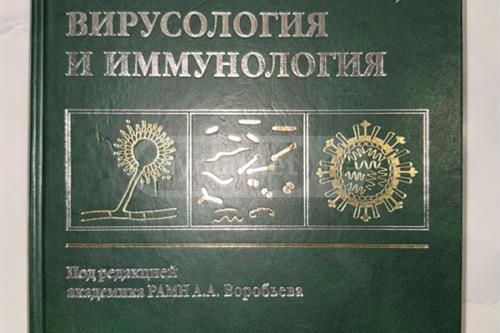 ВИРУСОЛОГИЯ
И ИММУНОЛОГИЯ
Под редакцией
академика РАМН А.А. Воробьева